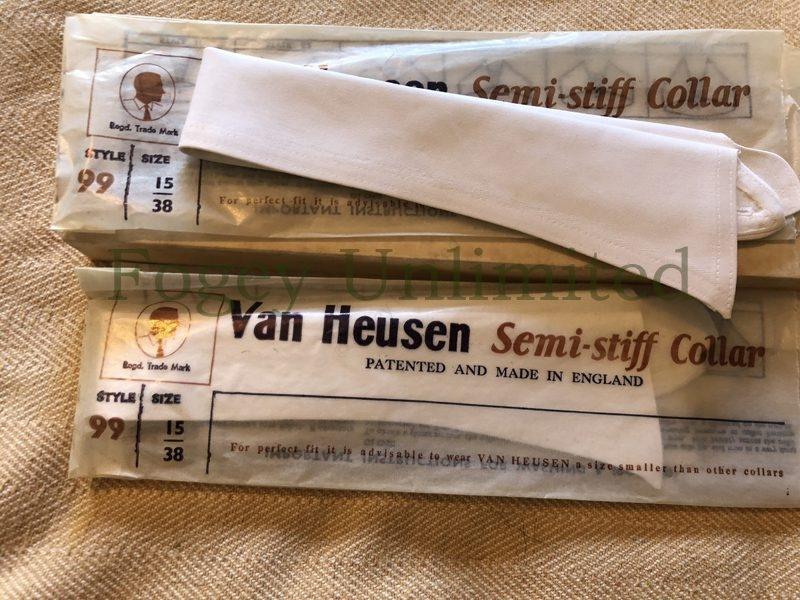 Semi-stiff Collar
Regd. Trade Mark
STYLE SIZE
99 15
38
For perfect fit it is advisable
Fogey Unlimited
Van Heusen Semi-stiff Collar
PATENTED AND MADE IN ENGLAND
Regd. Trade Mark
STYLE SIZE
99 15
38
For perfect fit it is advisable to wear VAN HEUSEN a size smaller than other collars